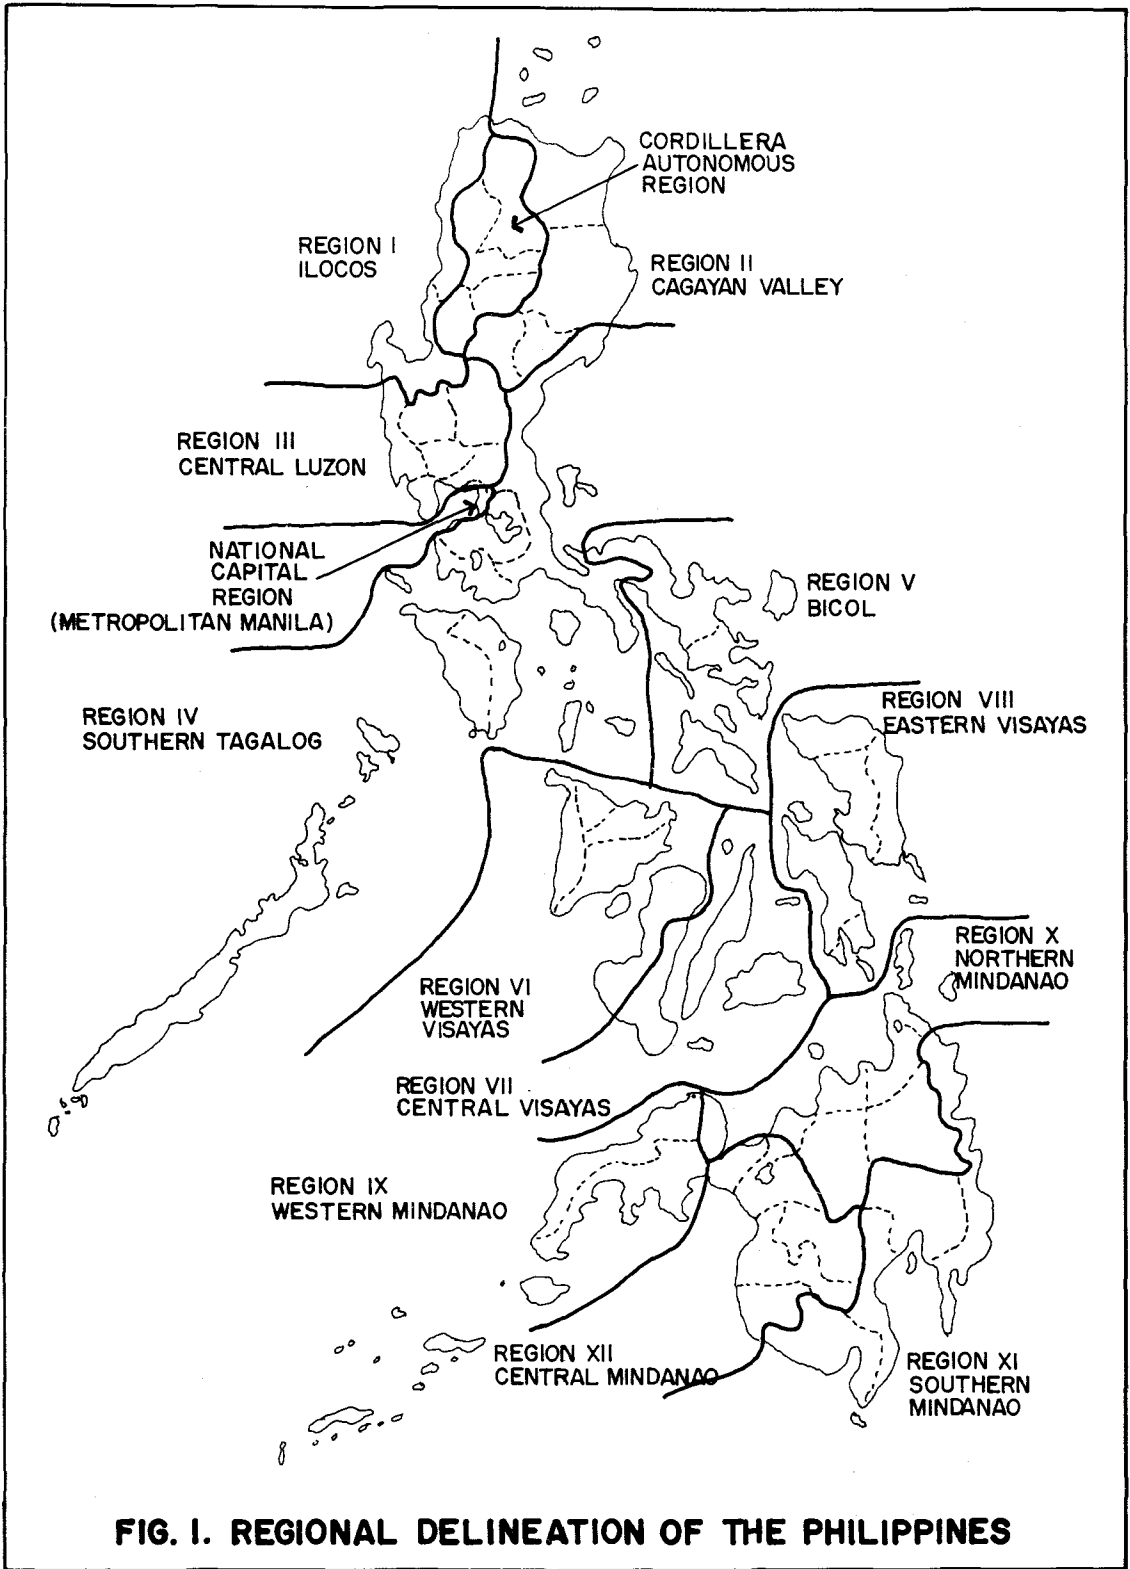 CORDILLERA
AUTONOMOUS
REGION
REGION I
ILOCOS
REGION II
CAGAYAN VALLEY
REGION III
CENTRAL LUZON
NATIONAL
CAPITAL
REGION
(METROPOLITAN MANILA)
REGION V
BICOL
REGION IV
SOUTHERN TAGALOG
REGION VIII
EASTERN VISAYAS
REGION X
NORTHERN
MINDANAO
REGION VI
WESTERN
VISAYAS
REGION VII
CENTRAL VISAYAS
REGION IX
WESTERN MINDANAO
REGION XII
CENTRAL MINDANAO
REGION XI
SOUTHERN
MINDANAO
FIG. I. REGIONAL DELINEATION OF THE PHILIPPINES